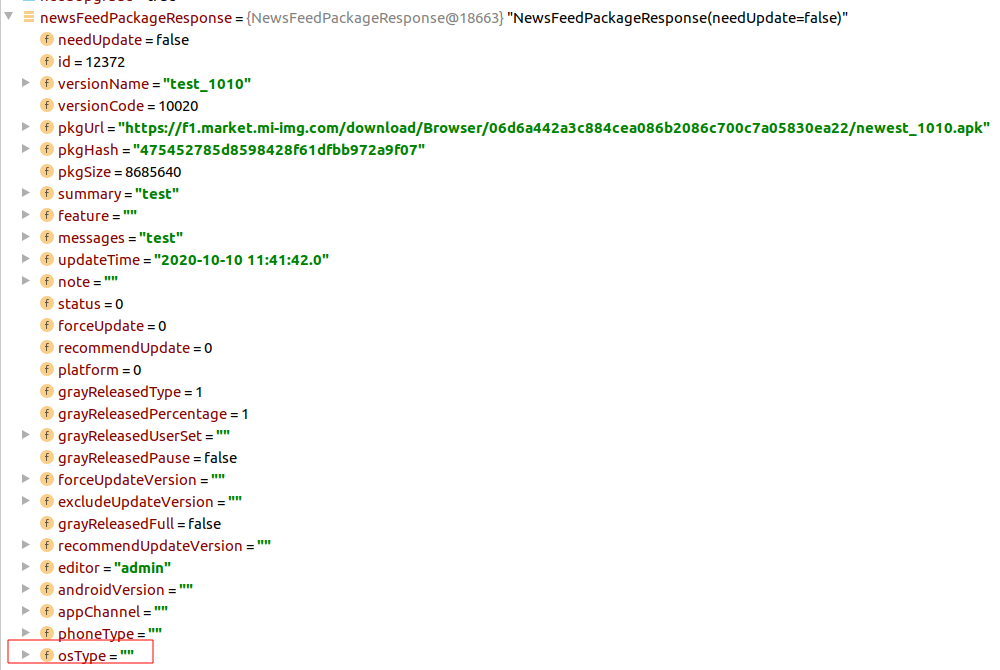 newsFeedPackageResponse = {NewsFeedPackageResponse@18663} "NewsFeedPackageResponse(needUpdate=false)"
f needUpdate = false
f id = 12372
f versionName = "test_1010"
f versionCode = 10020
f pkgUrl = "https://f1.market.mi-img.com/download/Browser/06d6a442a3c884cea086b2086c700c7a05830ea22/newest_1010.apk"
f pkgHash = "475452785d8598428f61dfbb972a9f07"
f pkgSize = 8685640
f summary = "test"
f feature = ""
f messages = "test"
f updateTime = "2020-10-10 11:41:42.0"
f note = ""
f status = 0
f forceUpdate = 0
f recommendUpdate = 0
f platform = 0
f grayReleasedType = 1
f grayReleasedPercentage = 1
f grayReleasedUserSet = ""
f grayReleasedPause = false
f forceUpdateVersion = ""
f excludeUpdateVersion = ""
f grayReleasedFull = false
f recommendUpdateVersion = ""
f editor = "admin"
f androidVersion = ""
f appChannel = ""
f phoneType = ""
f osType = ""